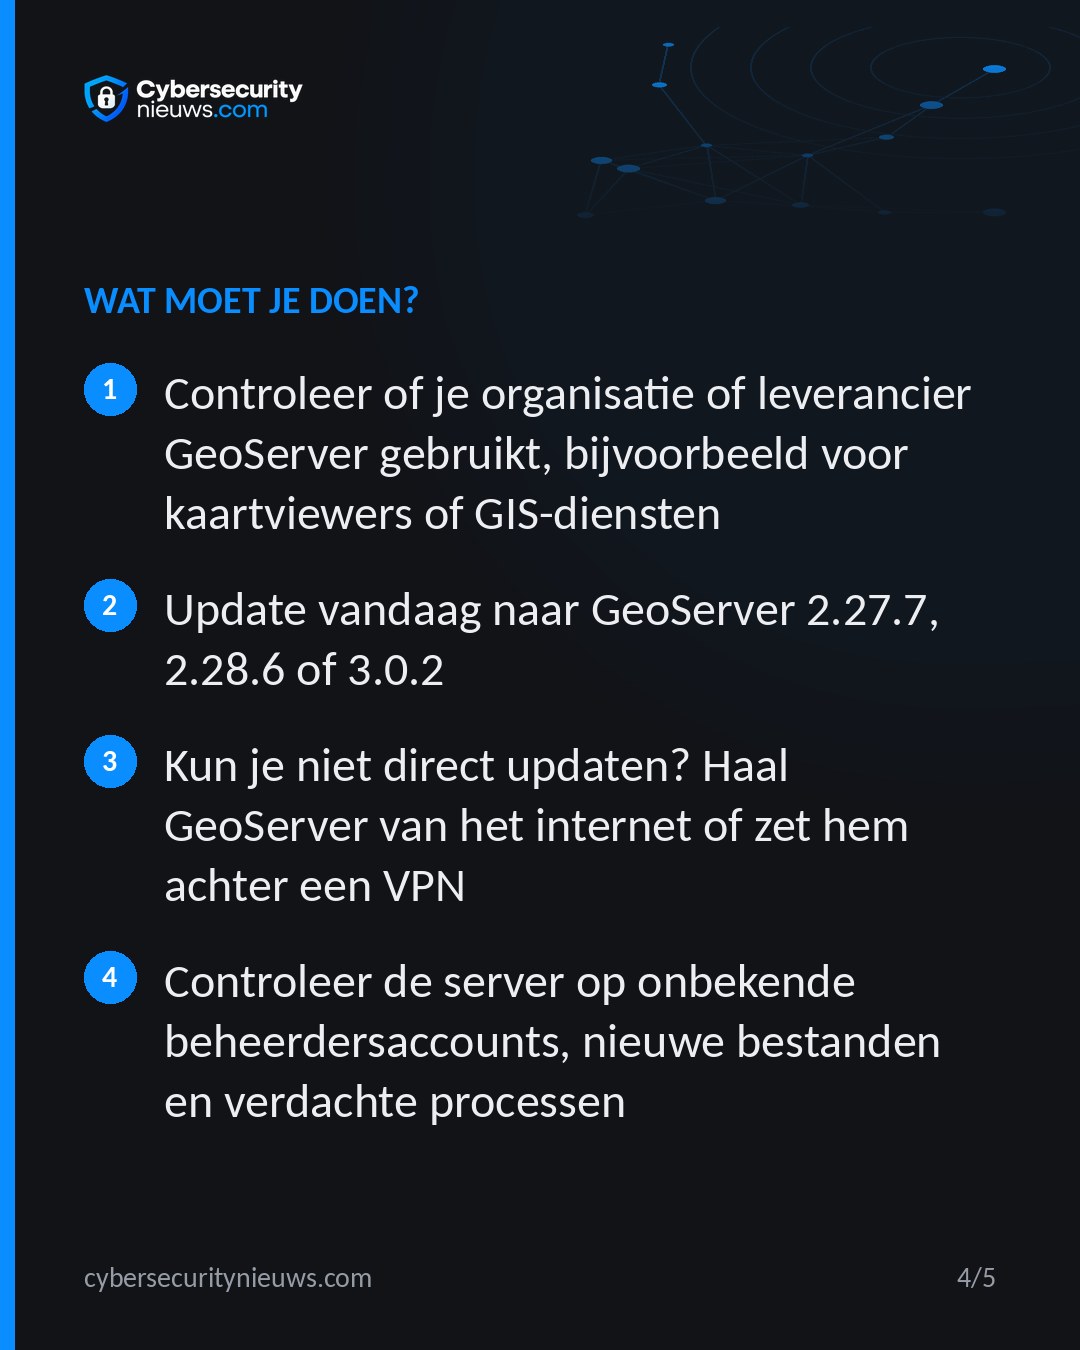 Cybersecurity
nieuws.com
WAT MOET JE DOEN?
1 Controleer of je organisatie of leverancier
GeoServer gebruikt, bijvoorbeeld voor
kaartviewers of GIS-diensten
2 Update vandaag naar GeoServer 2.27.7,
2.28.6 of 3.0.2
3 Kun je niet direct updaten? Haal
GeoServer van het internet of zet hem
achter een VPN
4 Controleer de server op onbekende
beheerdersaccounts, nieuwe bestanden
en verdachte processen
cybersecuritynieuws.com 4/5